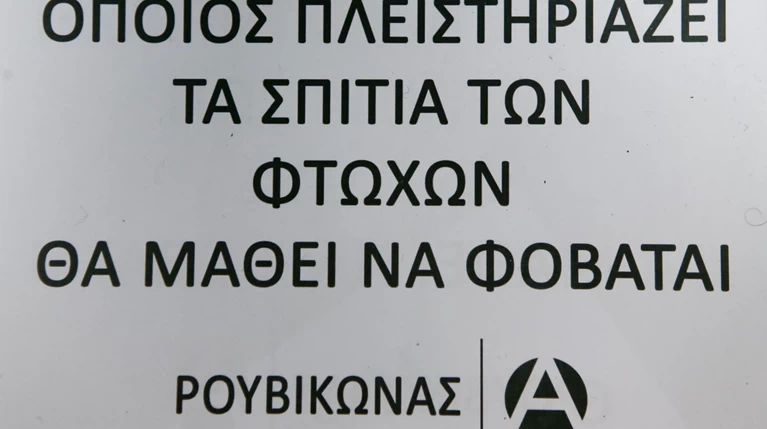 ΟΠΟΙΟΣ ΠΛΕΙΣΤΗΡΙΑΖΕΙ
ΤΑ ΣΠΙΤΙΑ ΤΩΝ
ΦΤΩΧΩΝ
ΘΑ ΜΑΘΕΙ ΝΑ ΦΟΒΑΤΑΙ
ΡΟΥΒΙΚΩΝΑΣ A